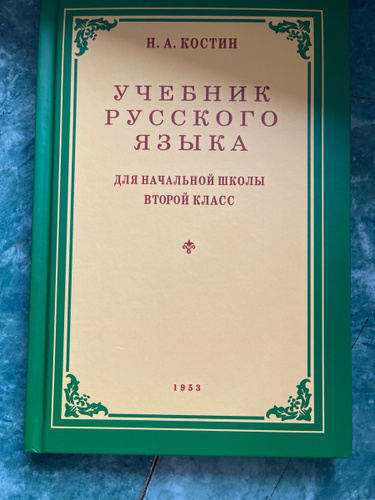 Н. А. КОСТИН
УЧЕБНИК
РУССКОГО
ЯЗЫКА
ДЛЯ НАЧАЛЬНОЙ ШКОЛЫ
ВТОРОЙ КЛАСС
1953